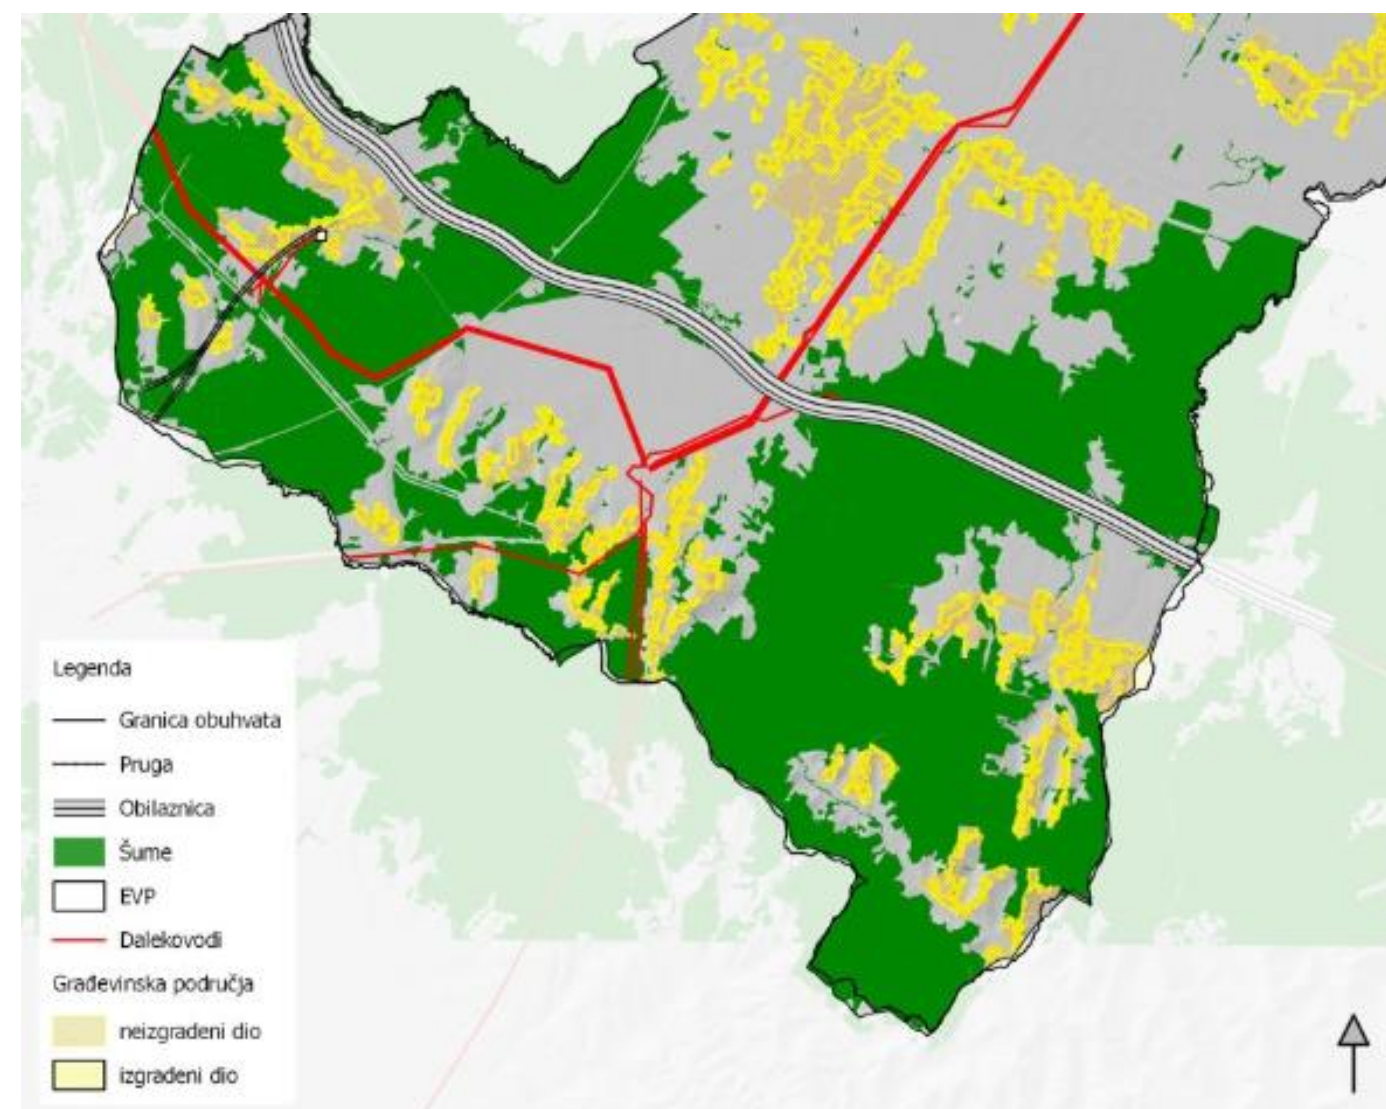 Legenda
Granica obuhvata
Pruga
Obilaznica
Šume
EVP
Dalekovodi
Građevinska područja
neizgrađeni dio
izgrađeni dio